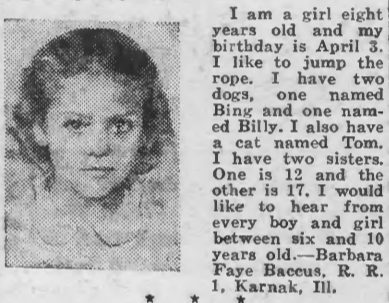 I am a girl eight
years old and my
birthday is April 3.
I like to jump the
rope. I have two
dogs, one named
Bing and one nam-
ed Billy. I also have
a cat named Tom.
I have two sisters.
One is 12 and the
other is 17. I would
like to hear from
every boy and girl
between six and 10
years old.—Barbara
Faye Baccus, R. R.
1, Karnak, Ill.